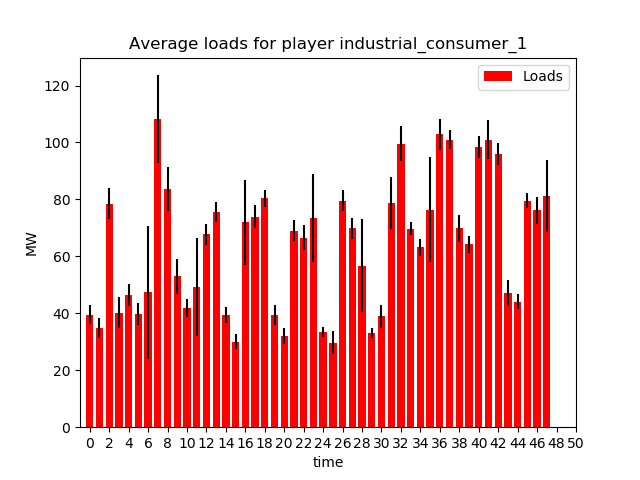 Average loads for player industrial_consumer_1
Loads
MW
120
100
80
60
40
20
0
0 2 4 6 8 10 12 14 16 18 20 22 24 26 28 30 32 34 36 38 40 42 44 46 48 50
time